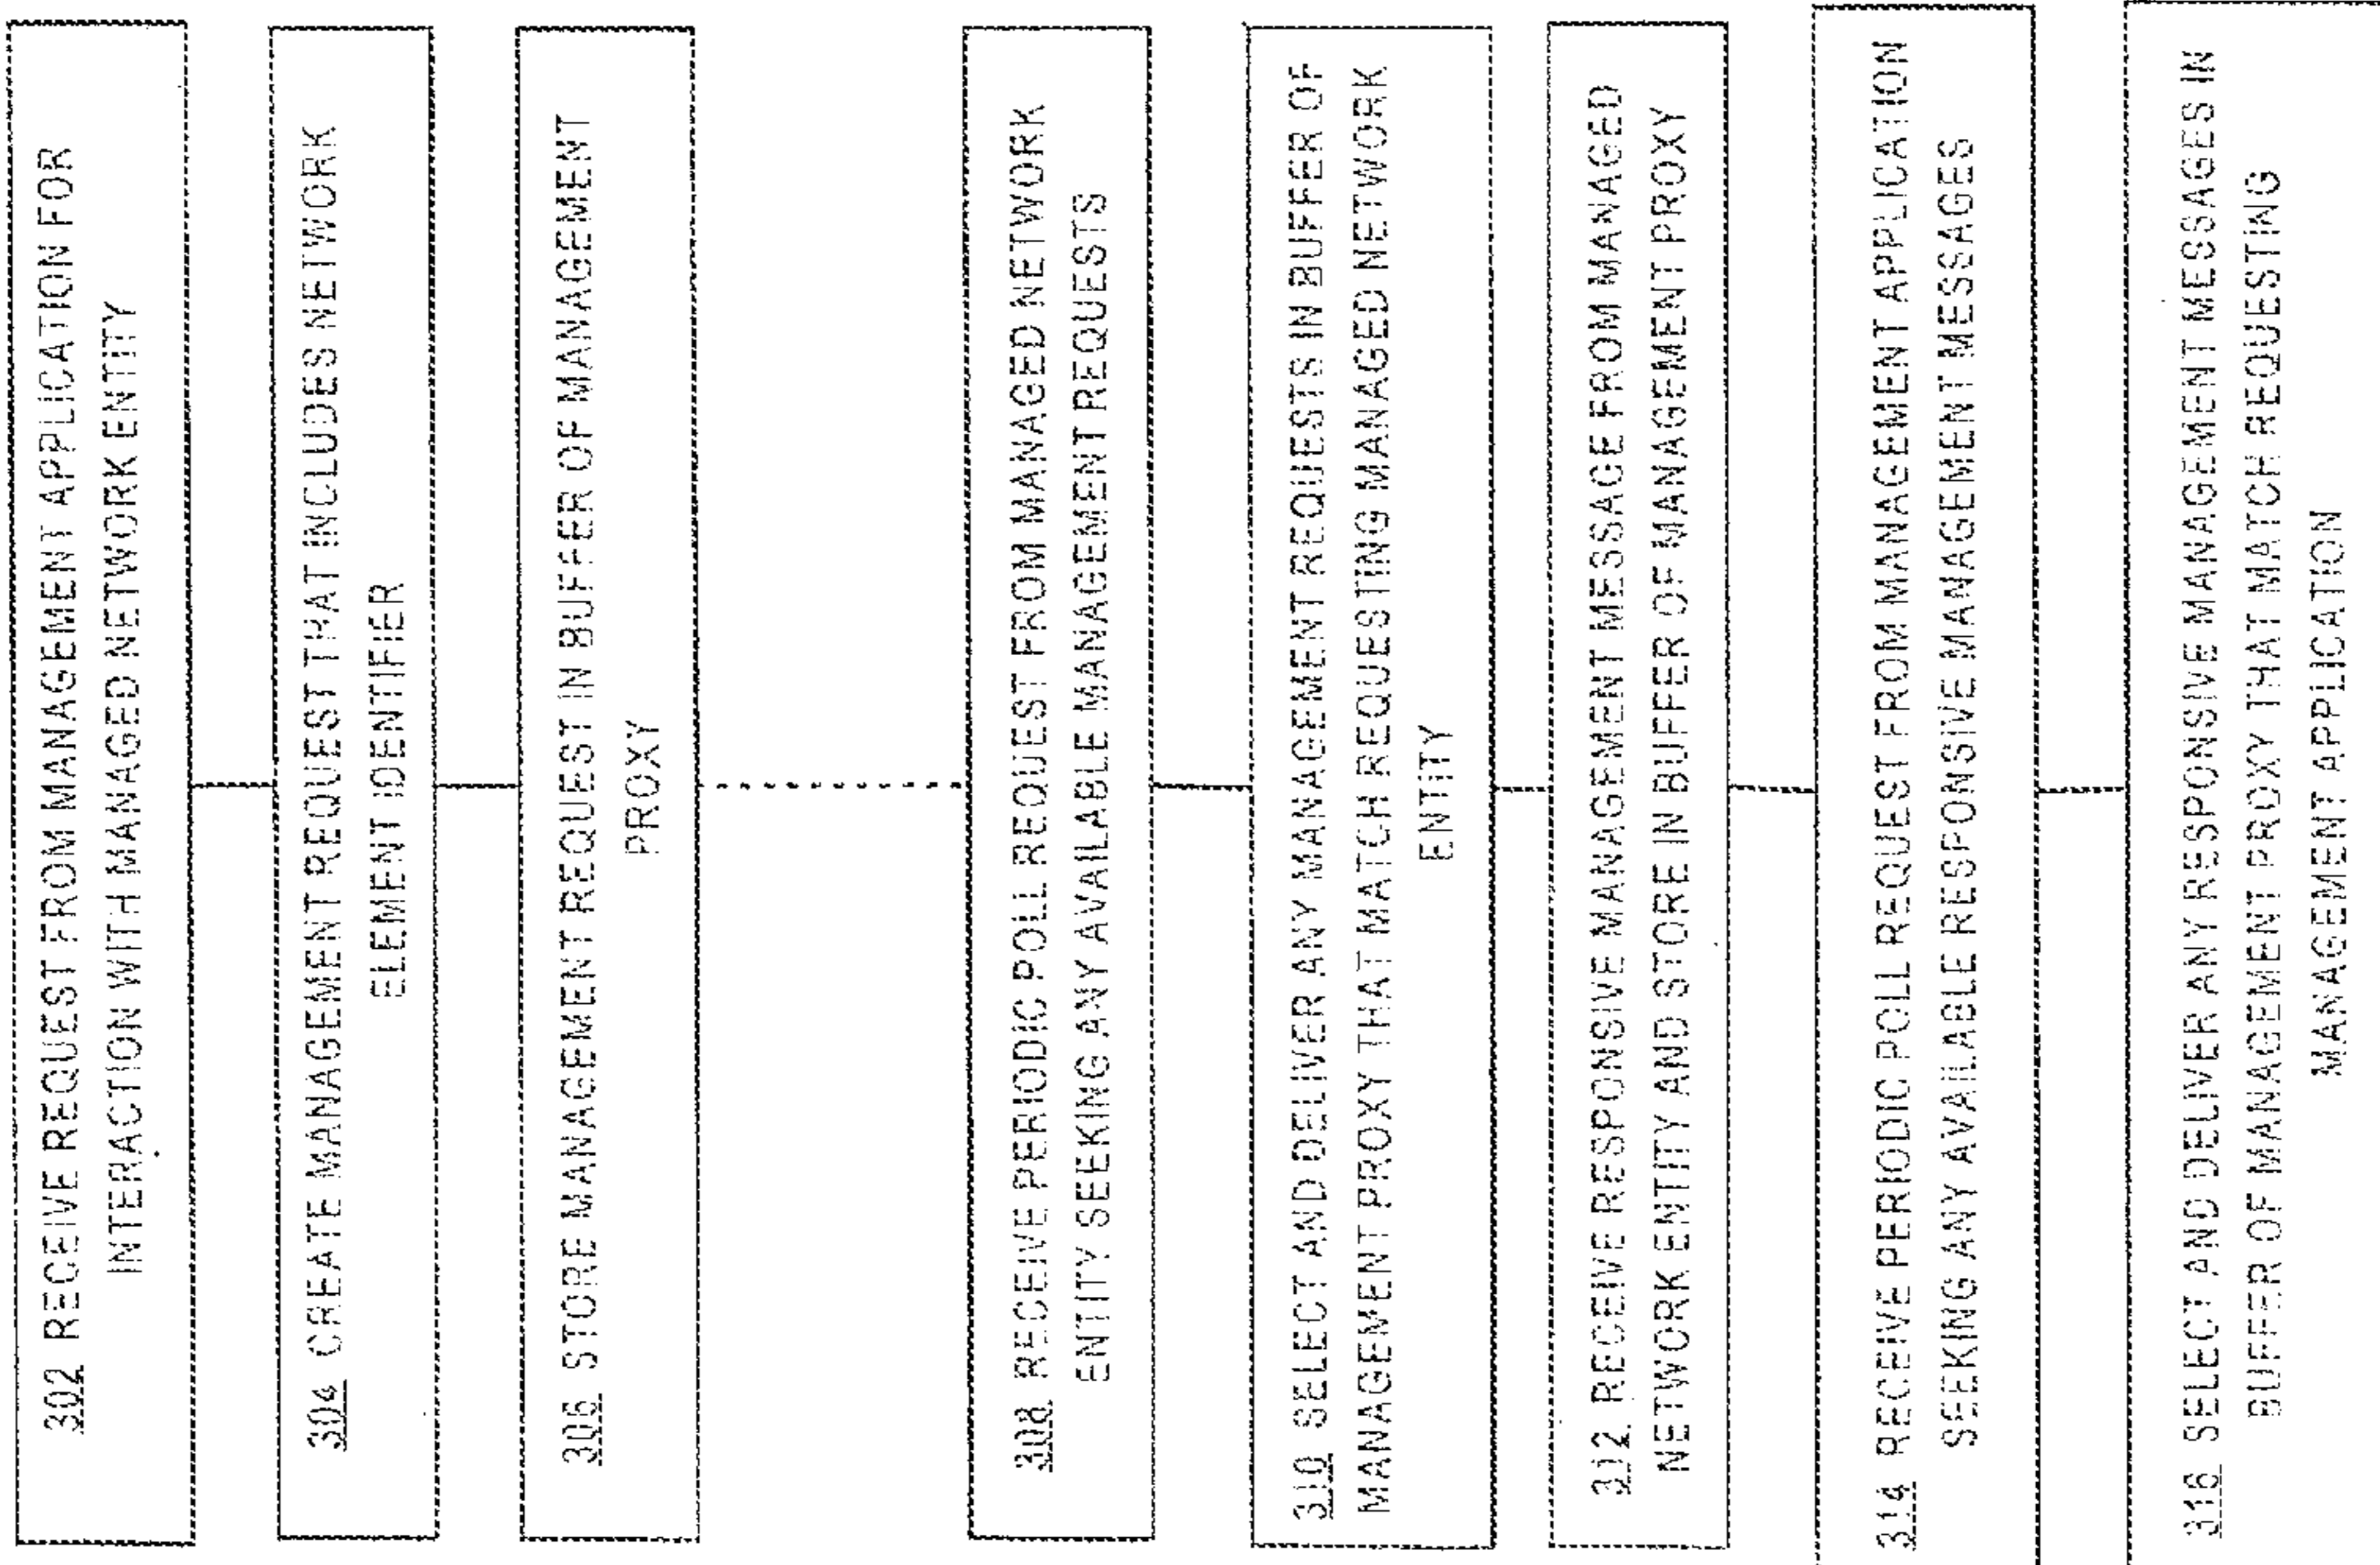 302 RECEIVE REQUEST FROM MANAGEMENT APPLICATION FOR
INTERACTION WITH MANAGED NETWORK ENTITY
304 CREATE MANAGEMENT REQUEST THAT INCLUDES NETWORK
ELEMENT IDENTIFIER
306 STORE MANAGEMENT REQUEST IN BUFFER OF MANAGEMENT
PROXY
308 RECEIVE PERIODIC POLL REQUEST FROM MANAGED NETWORK
ENTITY SEEKING ANY AVAILABLE MANAGEMENT REQUESTS
310 SELECT AND DELIVER ANY MANAGEMENT REQUESTS IN BUFFER OF
MANAGEMENT PROXY THAT MATCH REQUESTING MANAGED NETWORK
ENTITY
312 RECEIVE RESPONSIVE MANAGEMENT MESSAGE FROM MANAGED
NETWORK ENTITY AND STORE IN BUFFER OF MANAGEMENT PROXY
314 RECEIVE PERIODIC POLL REQUEST FROM MANAGEMENT APPLICATION
SEEKING ANY AVAILABLE RESPONSIVE MANAGEMENT MESSAGES
316 SELECT AND DELIVER ANY RESPONSIVE MANAGEMENT MESSAGES IN
BUFFER OF MANAGEMENT PROXY THAT MATCH REQUESTING
MANAGEMENT APPLICATION